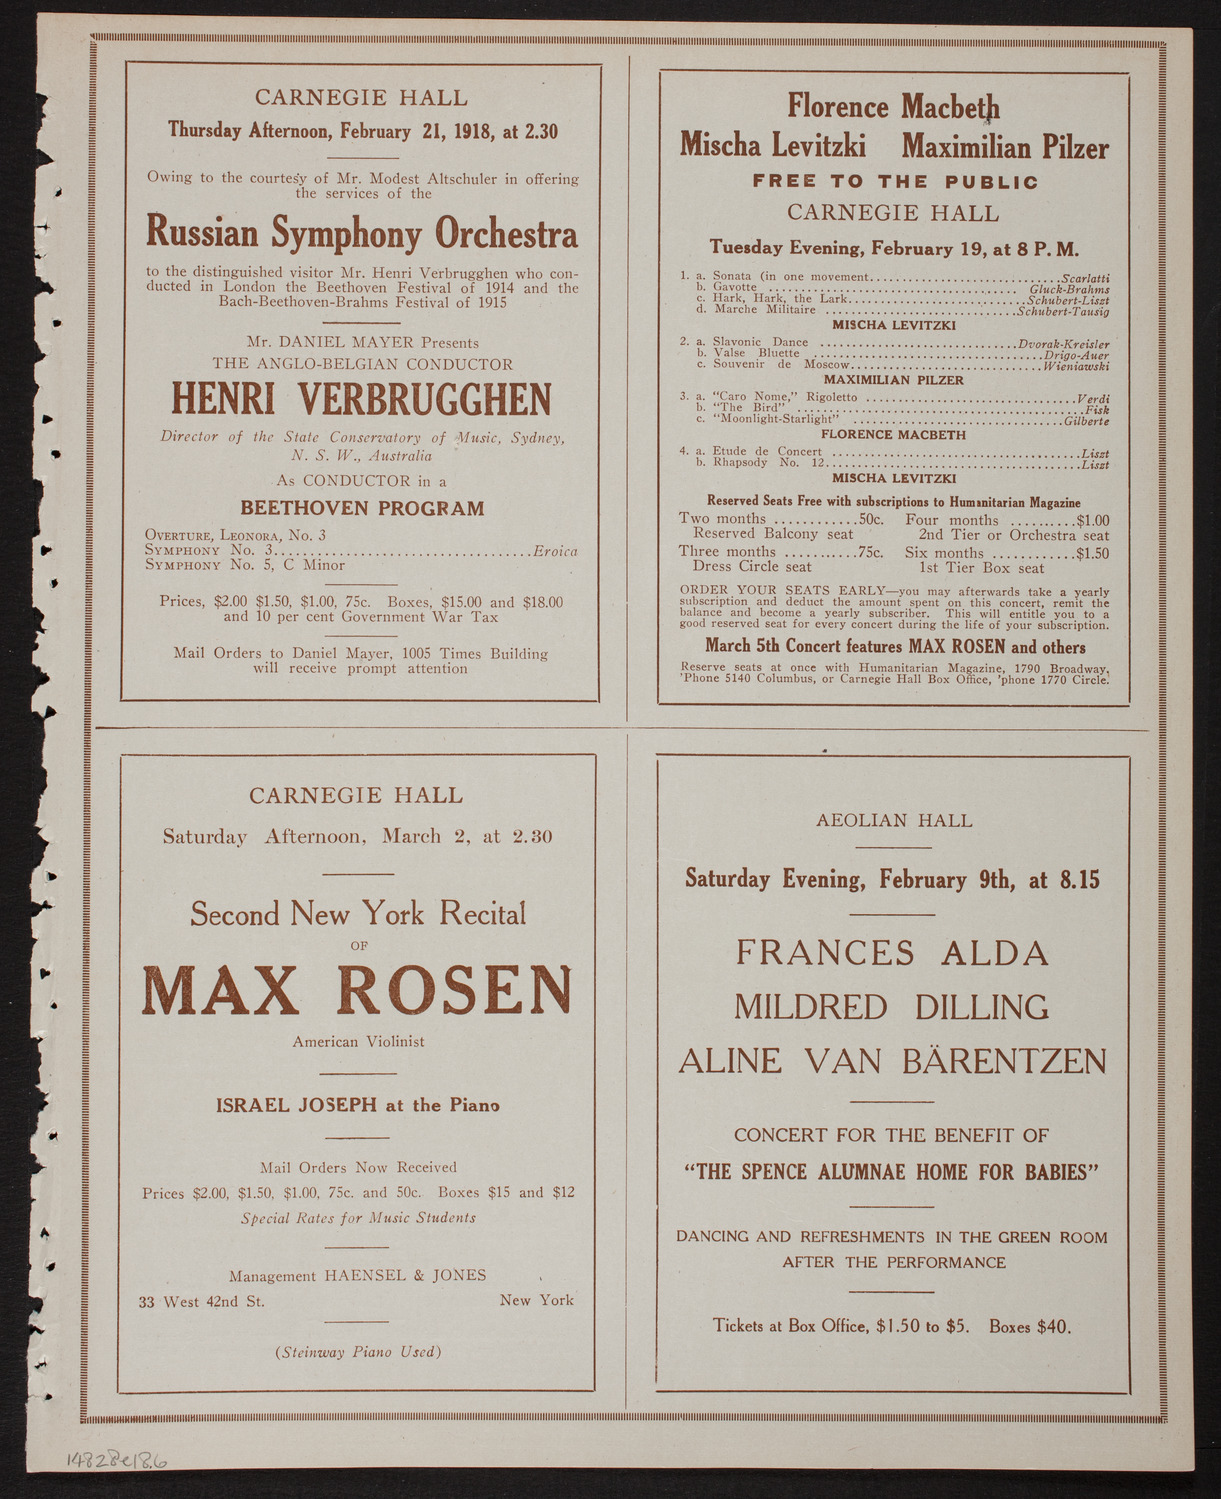 CARNEGIE HALL
Thursday Afternoon, February 21, 1918, at 2.30
Owing to the courtesy of Mr. Modest Altschuler in offering
the services of the
Russian Symphony Orchestra
to the distinguished visitor Mr. Henri Verbrugghen who con-
ducted in London the Beethoven Festival of 1914 and the
Bach-Beethoven-Brahms Festival of 1915
Mr. DANIEL MAYER Presents
THE ANGLO-BELGIAN CONDUCTOR
HENRI VERBRUGGHEN
Director of the State Conservatory of Music, Sydney,
N. S. W., Australia
As CONDUCTOR in a
BEETHOVEN PROGRAM
OVERTURE, LEONORA, NO. 3
SYMPHONY NO. 3................................Eroica
SYMPHONY NO. 5, C MINOR
Prices, $2.00 $1.50, $1.00, 75c. Boxes, $15.00 and $18.00
and 10 per cent Government War Tax
Mail Orders to Daniel Mayer, 1005 Times Building
will receive prompt attention
Florence Macbeth
Mischa Levitzki Maximilian Pilzer
FREE TO THE PUBLIC
CARNEGIE HALL
Tuesday Evening, February 19, at 8 P. M.
1. a. Sonata (in one movement............................Scarlatti
b. Gavotte ...................................... Gluck-Brahms
c. Hark, Hark, the Lark...........................Schubert-Liszt
d. Marche Militaire .............................Schubert-Tausig
MISCHA LEVITZKI
2. a. Slavonic Dance .............................Dvorak-Kreisler
b. Valse Bluette ..................................Drigo-Auer
c. Souvenir de Moscow............................Wieniawski
MAXIMILIAN PILZER
3. a. "Caro Nome," Rigoletto ...............................Verdi
b. "The Bird" ...........................................Fisk
c. "Moonlight-Starlight" ...............................Gilberte
FLORENCE MACBETH
4. a. Etude de Concert .....................................Liszt
b. Rhapsody No. 12......................................Liszt
MISCHA LEVITZKI
Reserved Seats Free with subscriptions to Humanitarian Magazine
Two months ............50c. Four months ..........$1.00
Reserved Balcony seat 2nd Tier or Orchestra seat
Three months ...........75c. Six months ............$1.50
Dress Circle seat 1st Tier Box seat
ORDER YOUR SEATS EARLY—you may afterwards take a yearly
subscription and deduct the amount spent on this concert, remit the
balance and become a yearly subscriber. This will entitle you to a
good reserved seat for every concert during the life of your subscription.
March 5th Concert features MAX ROSEN and others
Reserve seats at once with Humanitarian Magazine, 1790 Broadway,
'Phone 5140 Columbus, or Carnegie Hall Box Office, 'phone 1770 Circle.
CARNEGIE HALL
Saturday Afternoon, March 2, at 2.30
Second New York Recital
OF
MAX ROSEN
American Violinist
ISRAEL JOSEPH at the Piano
Mail Orders Now Received
Prices $2.00, $1.50, $1.00, 75c. and 50c. Boxes $15 and $12
Special Rates for Music Students
Management HAENSEL & JONES
33 West 42nd St. New York
(Steinway Piano Used)
AEOLIAN HALL
Saturday Evening, February 9th, at 8.15
FRANCES ALDA
MILDRED DILLING
ALINE VAN BÄRENTZEN
CONCERT FOR THE BENEFIT OF
"THE SPENCE ALUMNAE HOME FOR BABIES"
DANCING AND REFRESHMENTS IN THE GREEN ROOM
AFTER THE PERFORMANCE
Tickets at Box Office, $1.50 to $5. Boxes $40.
14828e18.6